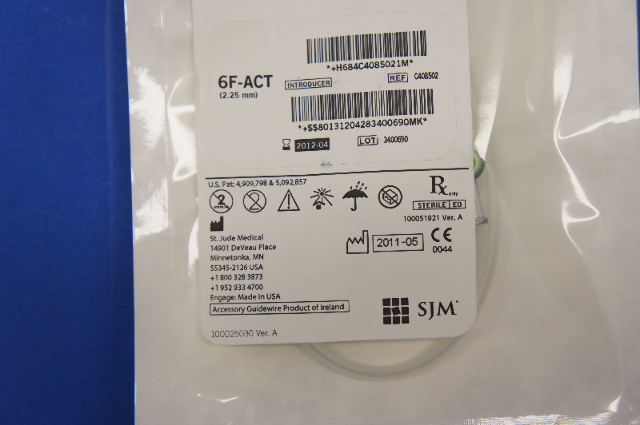 *+H684C4085021M*
6F-ACT
(2.25 mm)
INTRODUCER
REF C408502
*+$$80131204283400690MK*
2012-04
LOT 3400690
U.S. Pat: 4,909,798 & 5,092,857
2
2
Rx only
STERILE EO
100051921 Ver. A
St. Jude Medical
14901 DeVeau Place
Minnetonka, MN
55345-2126 USA
+1 800 328 3873
+1 952 933 4700
Engage: Made in USA
Accessory Guidewire Product of Ireland
2011-05
CE
0044
SJM
100025030 Ver. A